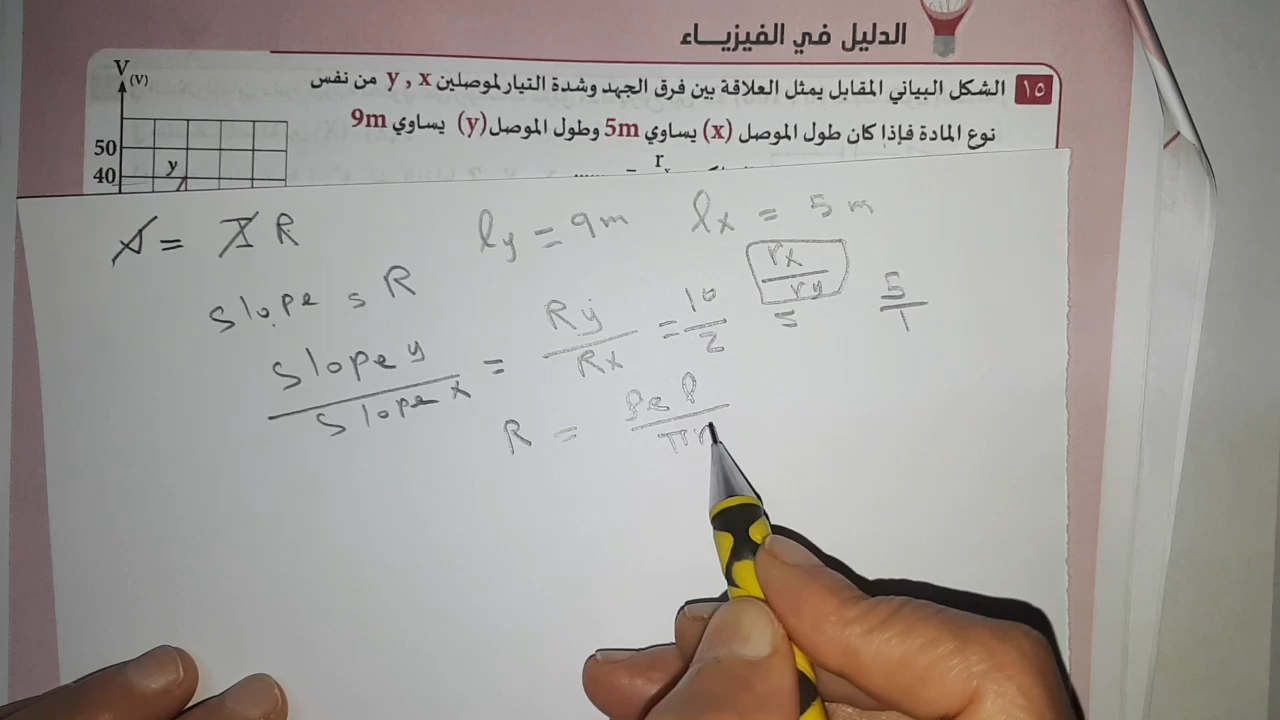 الدليل في الفيزياء
١٥ الشكل البياني المقابل يمثل العلاقة بين فرق الجهد وشدة التيار لموصلين y , x من نفس
نوع المادة فإذا كان طول الموصل (x) يساوي 5m وطول الموصل (y) يساوي 9m
r
V (V)
50
40
y
V = I R
ly = 9m
lx = 5 m
slope s R
rx / ry
5 / 1
slope y / slope x = Ry / Rx = 10 / 2
5
R = ρe l / πr